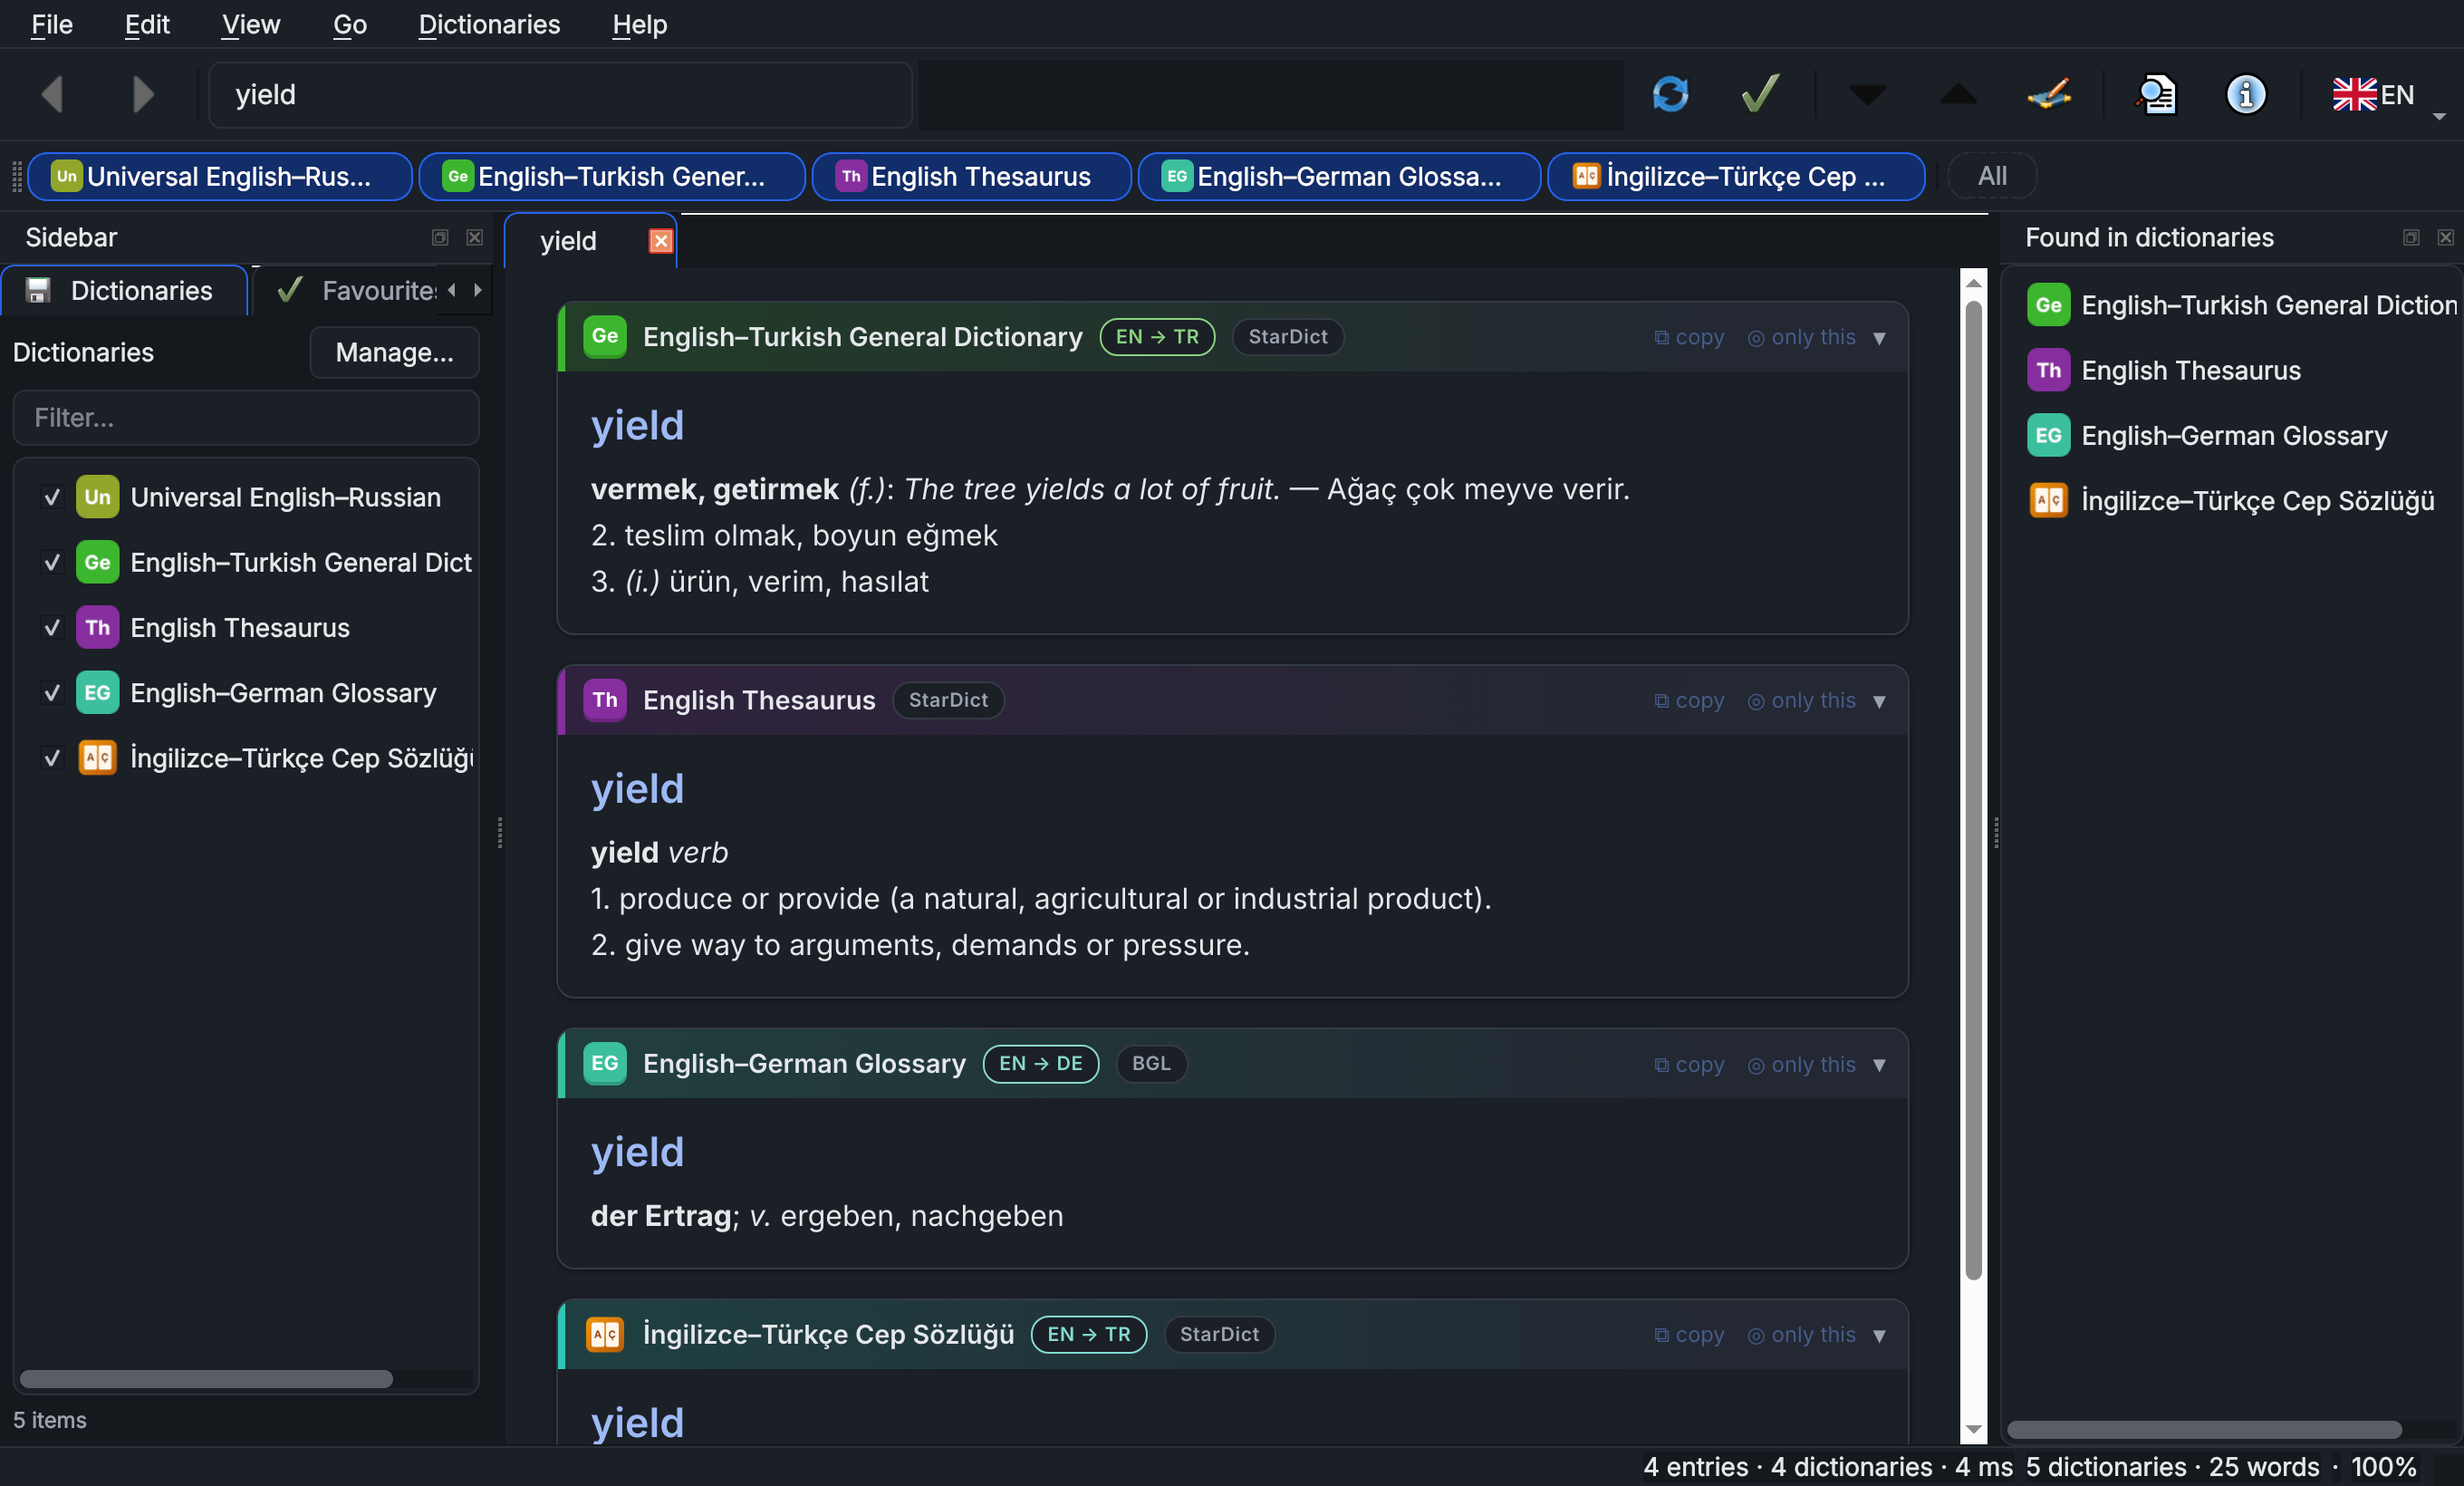 File Edit View Go Dictionaries Help
yield
EN
Un Universal English–Rus...
Ge English–Turkish Gener...
Th English Thesaurus
EG English–German Glossa...
AÇ İngilizce–Türkçe Cep ...
All
Sidebar
Dictionaries
Favourites
Dictionaries
Manage...
Filter...
Un Universal English–Russian
Ge English–Turkish General Dict
Th English Thesaurus
EG English–German Glossary
AÇ İngilizce–Türkçe Cep Sözlüğü
5 items
yield
Ge English–Turkish General Dictionary EN → TR StarDict copy only this
yield
vermek, getirmek (f.): The tree yields a lot of fruit. — Ağaç çok meyve verir.
2. teslim olmak, boyun eğmek
3. (i.) ürün, verim, hasılat
Th English Thesaurus StarDict copy only this
yield
yield verb
1. produce or provide (a natural, agricultural or industrial product).
2. give way to arguments, demands or pressure.
EG English–German Glossary EN → DE BGL copy only this
yield
der Ertrag; v. ergeben, nachgeben
AÇ İngilizce–Türkçe Cep Sözlüğü EN → TR StarDict copy only this
yield
Found in dictionaries
Ge English–Turkish General Diction
Th English Thesaurus
EG English–German Glossary
AÇ İngilizce–Türkçe Cep Sözlüğü
4 entries · 4 dictionaries · 4 ms 5 dictionaries · 25 words · 100%